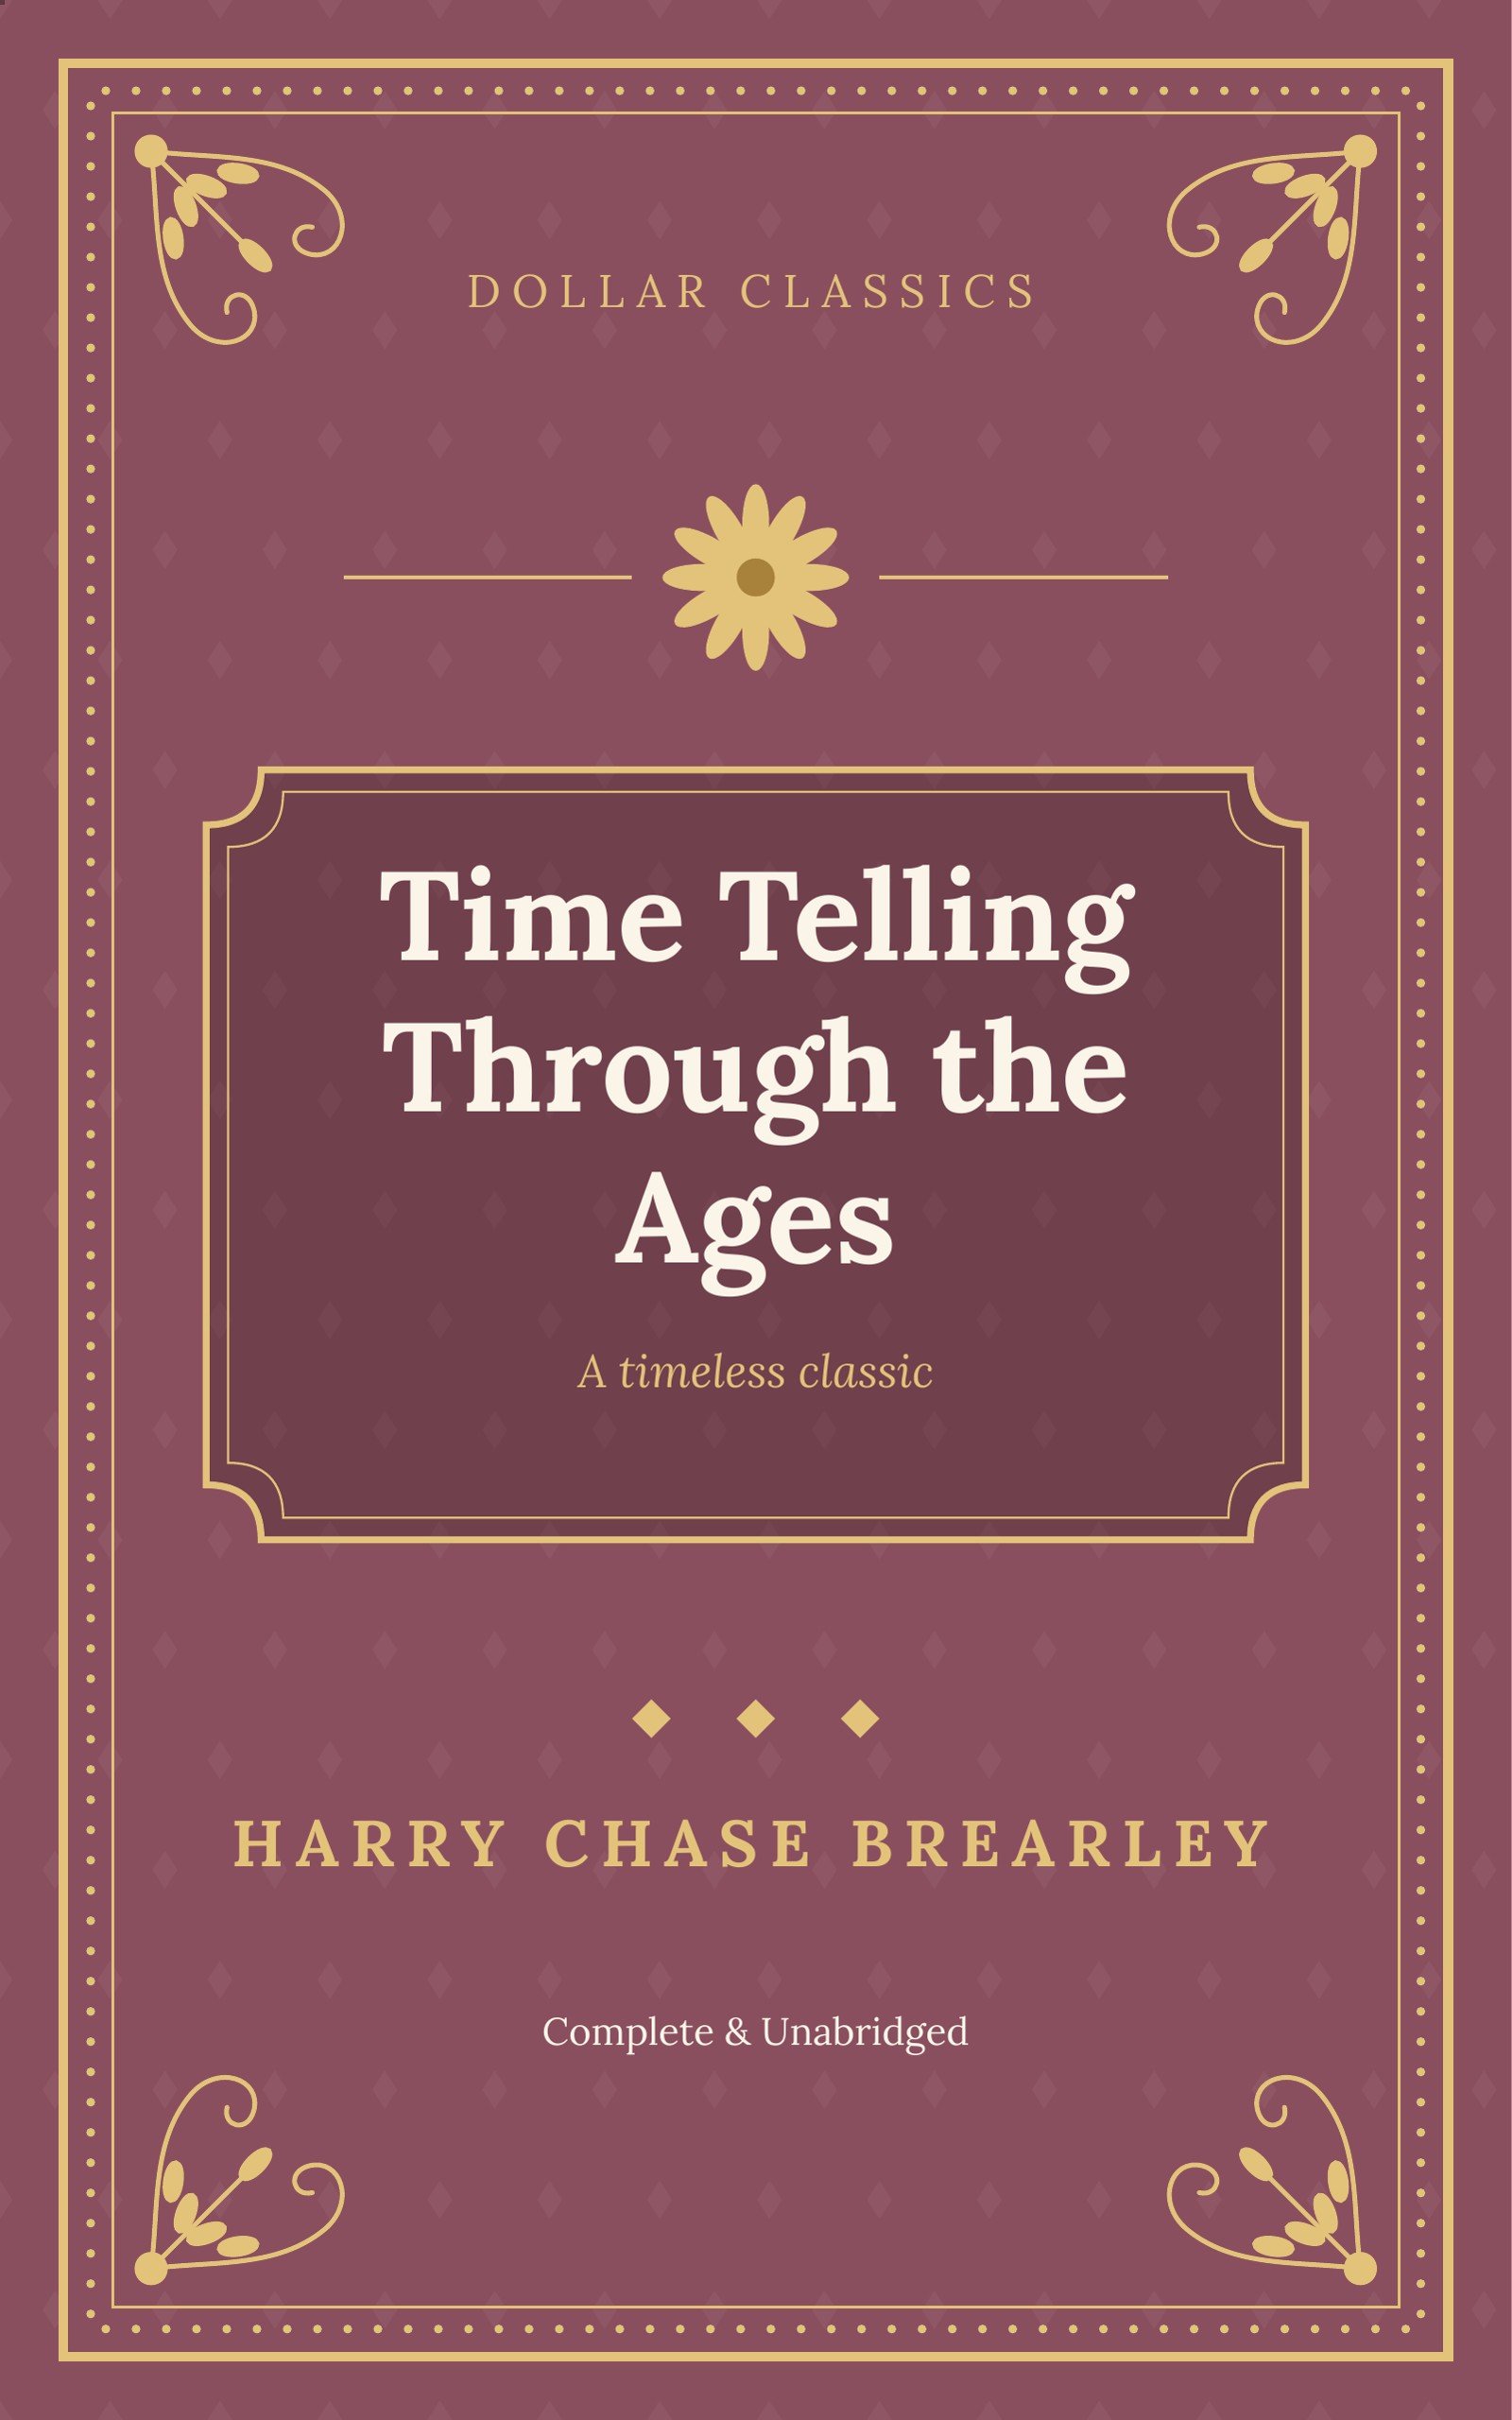 DOLLAR CLASSICS
Time Telling
Through the
Ages
A timeless classic
HARRY CHASE BREARLEY
Complete & Unabridged